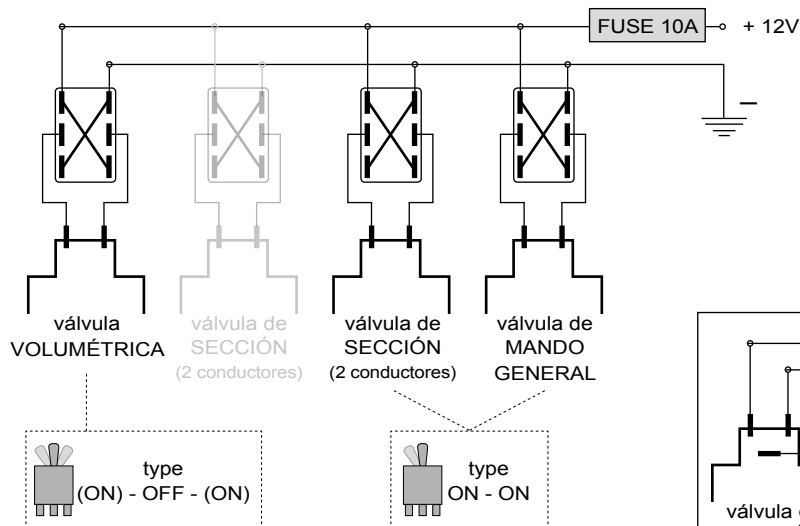 FUSE 10A
+ 12V
–
válvula
VOLUMÉTRICA
válvula de
SECCIÓN
(2 conductores)
válvula de
SECCIÓN
(2 conductores)
válvula de
MANDO
GENERAL
type
(ON) - OFF - (ON)
type
ON - ON
válvula